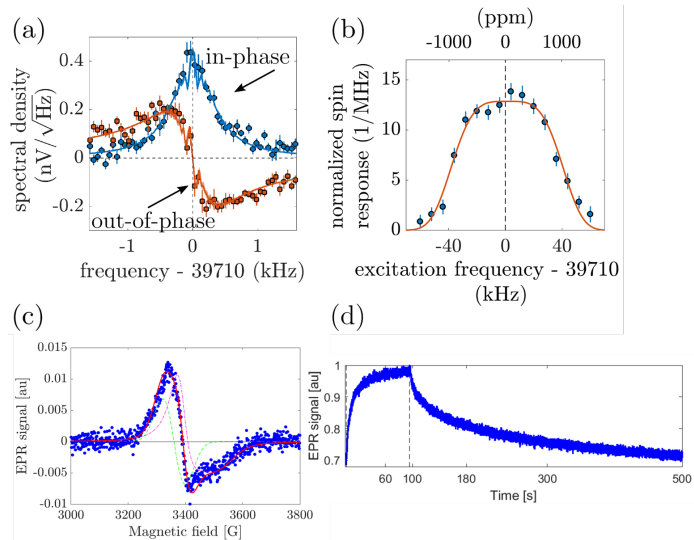 (a)
in-phase
out-of-phase
spectral density
(nV/√Hz)
0.4
0.2
0
-0.2
-1
0
1
frequency - 39710 (kHz)
(b)
(ppm)
-1000
0
1000
normalized spin
response (1/MHz)
15
10
5
0
-40
0
40
excitation frequency - 39710
(kHz)
(c)
EPR signal [au]
0.015
0.01
0.005
0
-0.005
-0.01
3000
3200
3400
3600
3800
Magnetic field [G]
(d)
EPR signal [au]
1
0.9
0.8
0.7
60
100
180
300
500
Time [s]